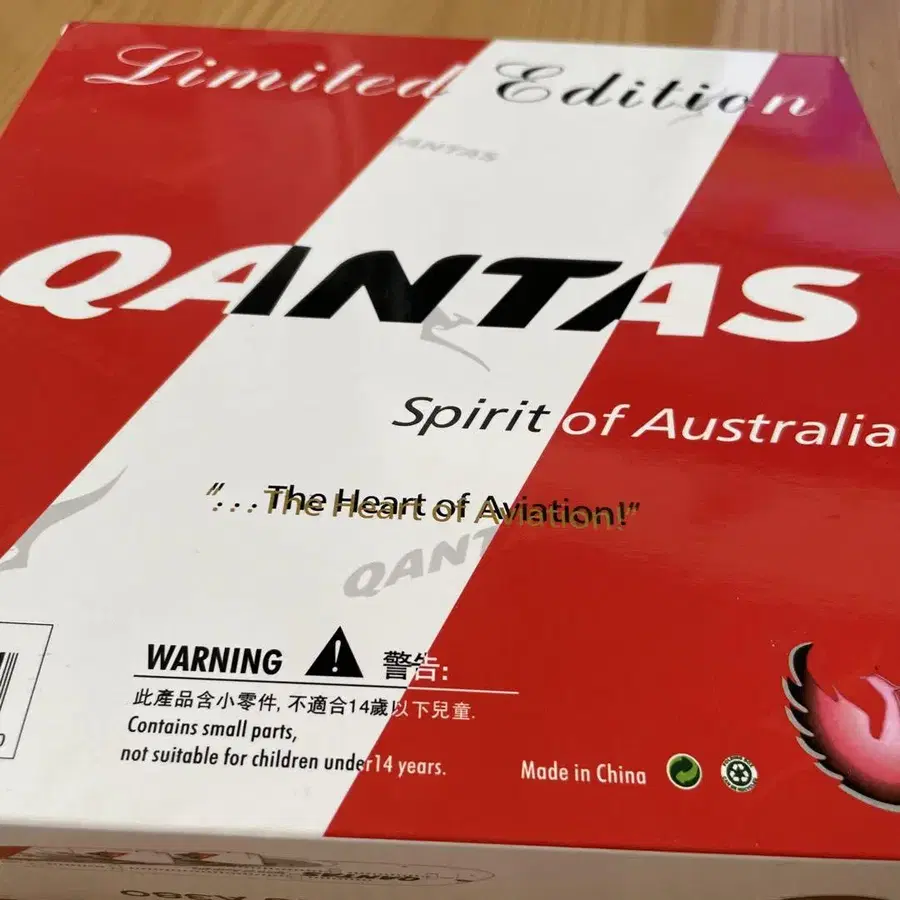 Limited Edition
QANTAS
QANTAS
Spirit of Australia
"...The Heart of Aviation!"
QANT
WARNING 警告:
此產品含小零件, 不適合14歲以下兒童.
Contains small parts,
not suitable for children under14 years.
Made in China
0
QANTAS